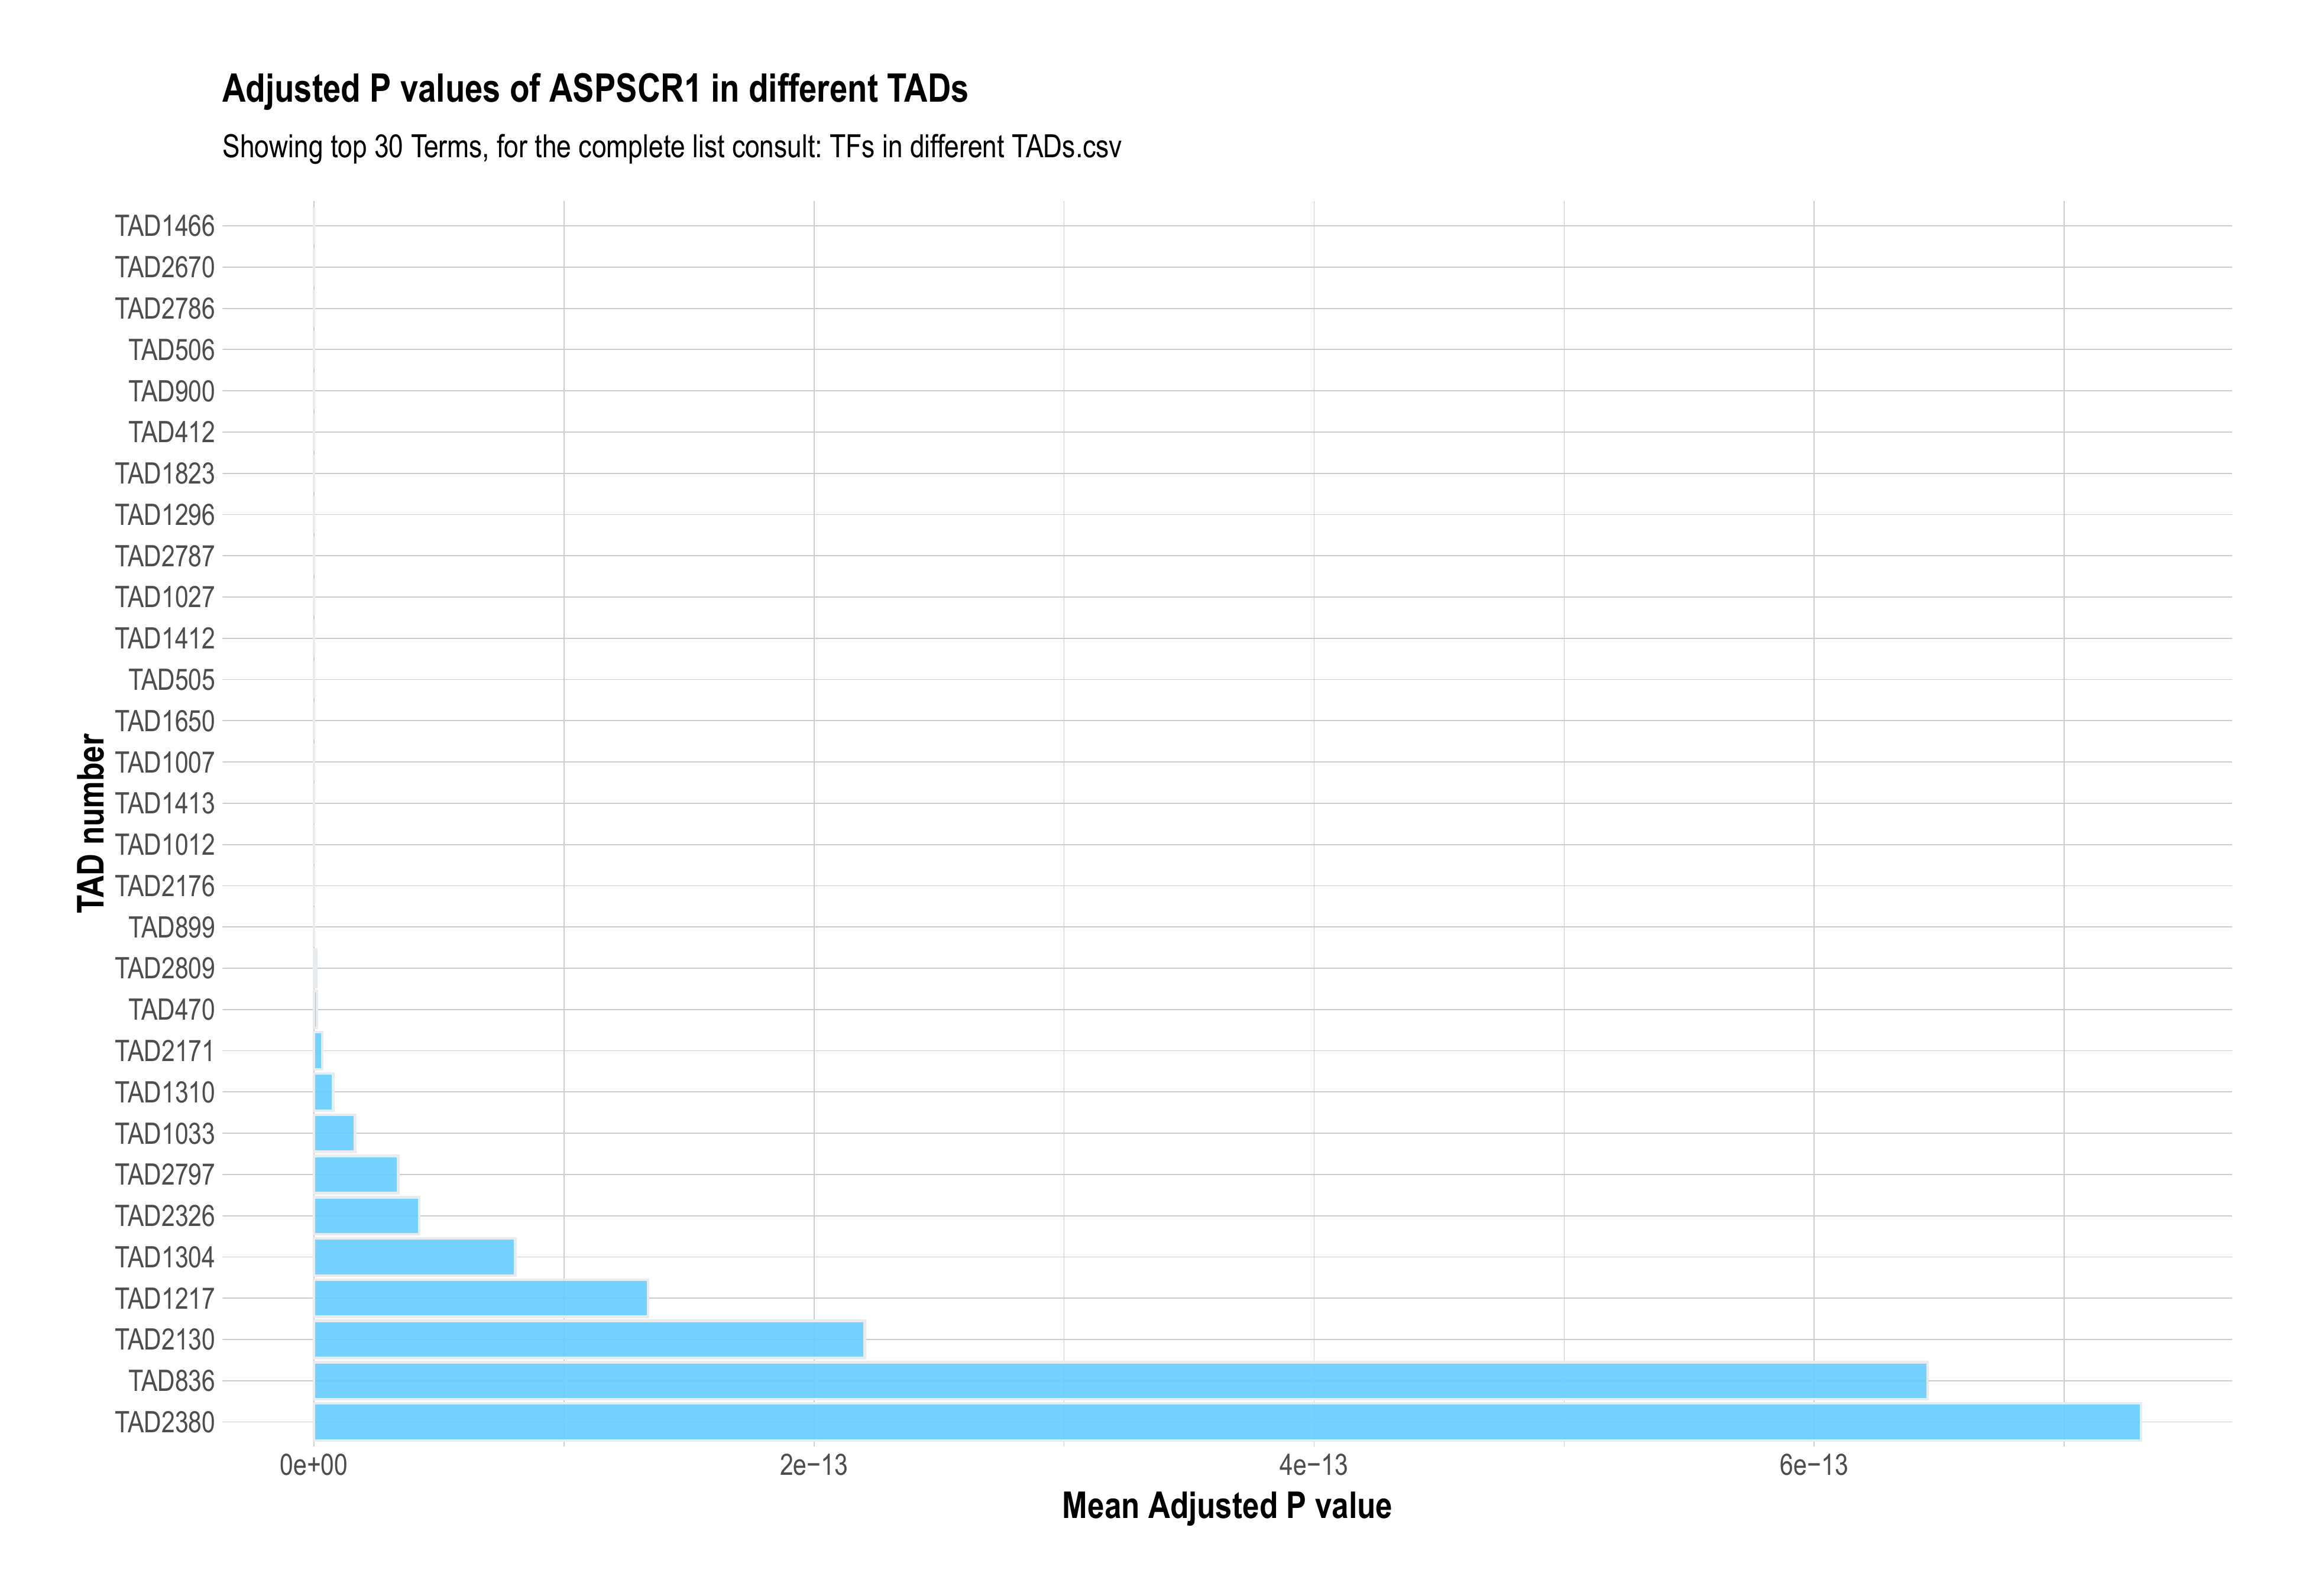 Adjusted P values of ASPSCR1 in different TADs
Showing top 30 Terms, for the complete list consult: TFs in different TADs.csv
TAD number
TAD1466
TAD2670
TAD2786
TAD506
TAD900
TAD412
TAD1823
TAD1296
TAD2787
TAD1027
TAD1412
TAD505
TAD1650
TAD1007
TAD1413
TAD1012
TAD2176
TAD899
TAD2809
TAD470
TAD2171
TAD1310
TAD1033
TAD2797
TAD2326
TAD1304
TAD1217
TAD2130
TAD836
TAD2380
0e+00 2e−13 4e−13 6e−13
Mean Adjusted P value